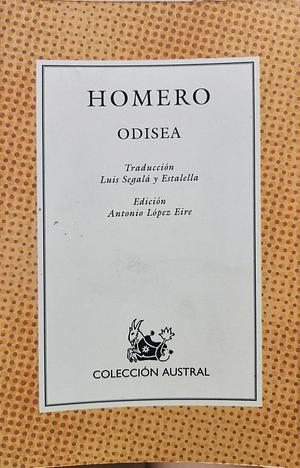 HOMERO
ODISEA
Traducción
Luis Segalá y Estalella
Edición
Antonio López Eire
COLECCIÓN AUSTRAL